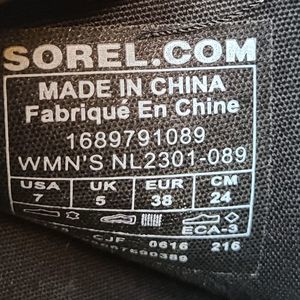 SOREL.COM
MADE IN CHINA
Fabriqué En Chine
1689791089
WMN'S NL2301-089
USA UK EUR CM
7 5 38 24
ECA-3
CJF 0616 216